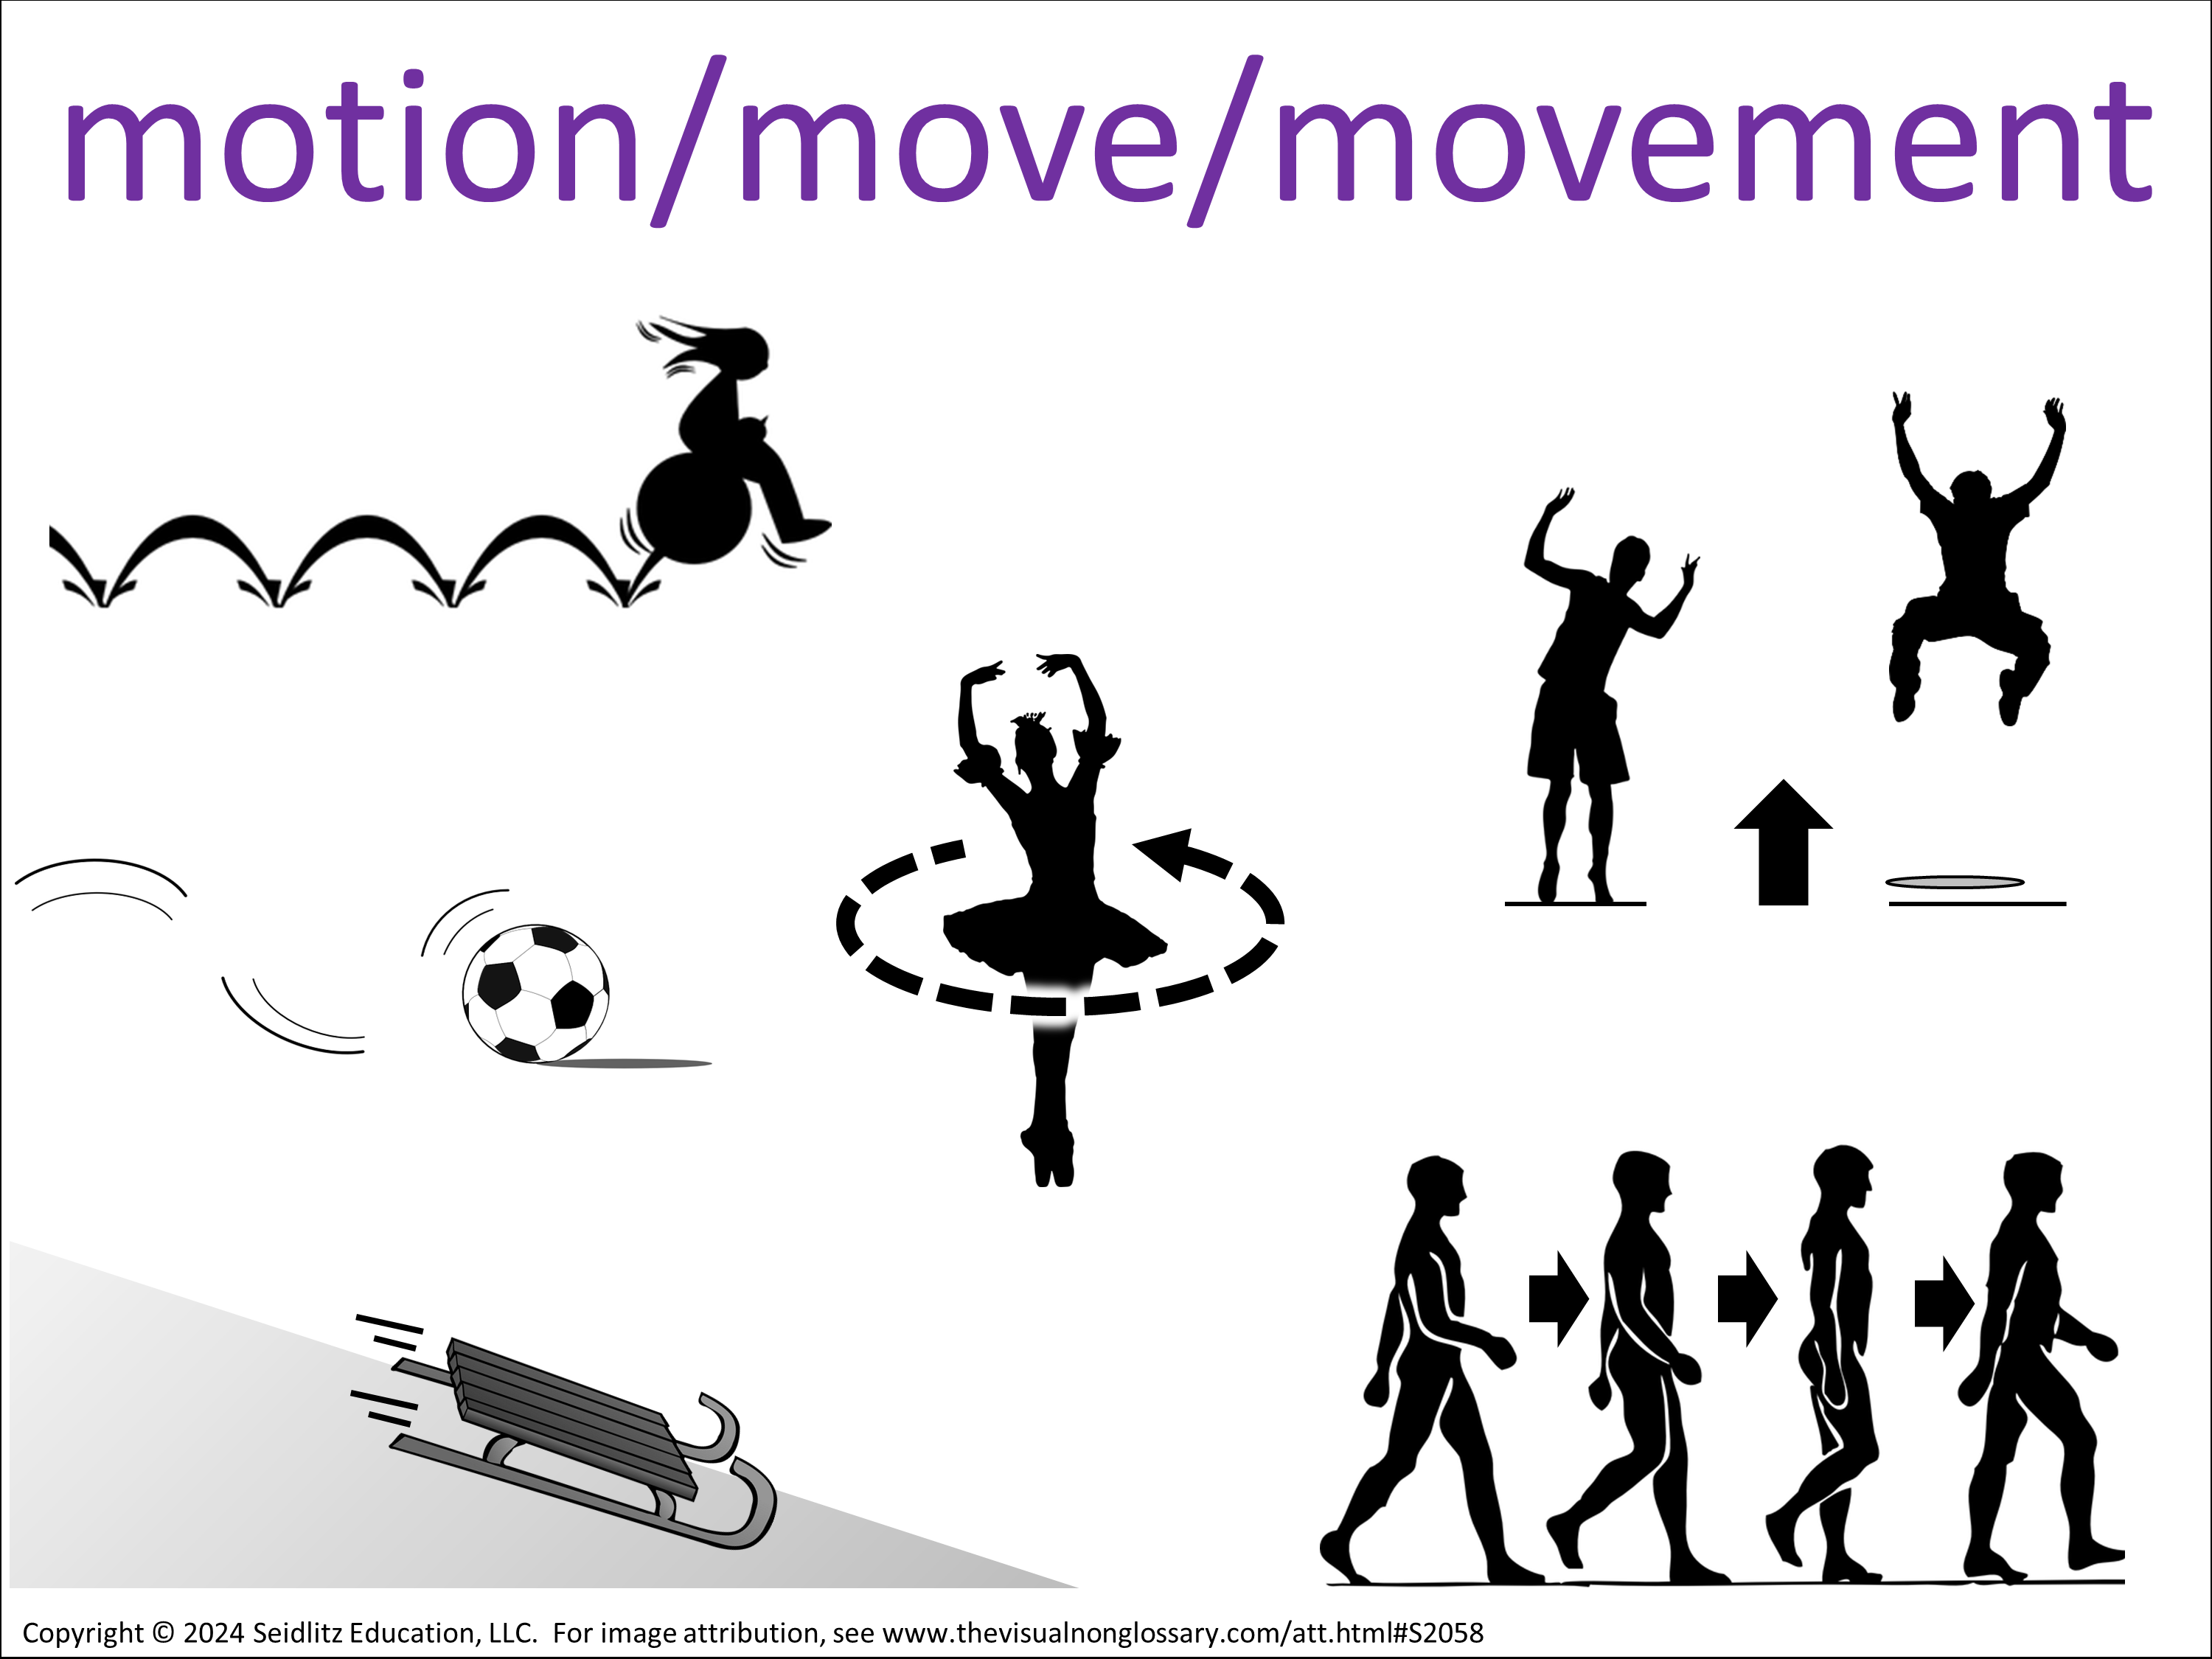 motion/move/movement
Copyright © 2024 Seidlitz Education, LLC.  For image attribution, see www.thevisualnonglossary.com/att.html#S2058